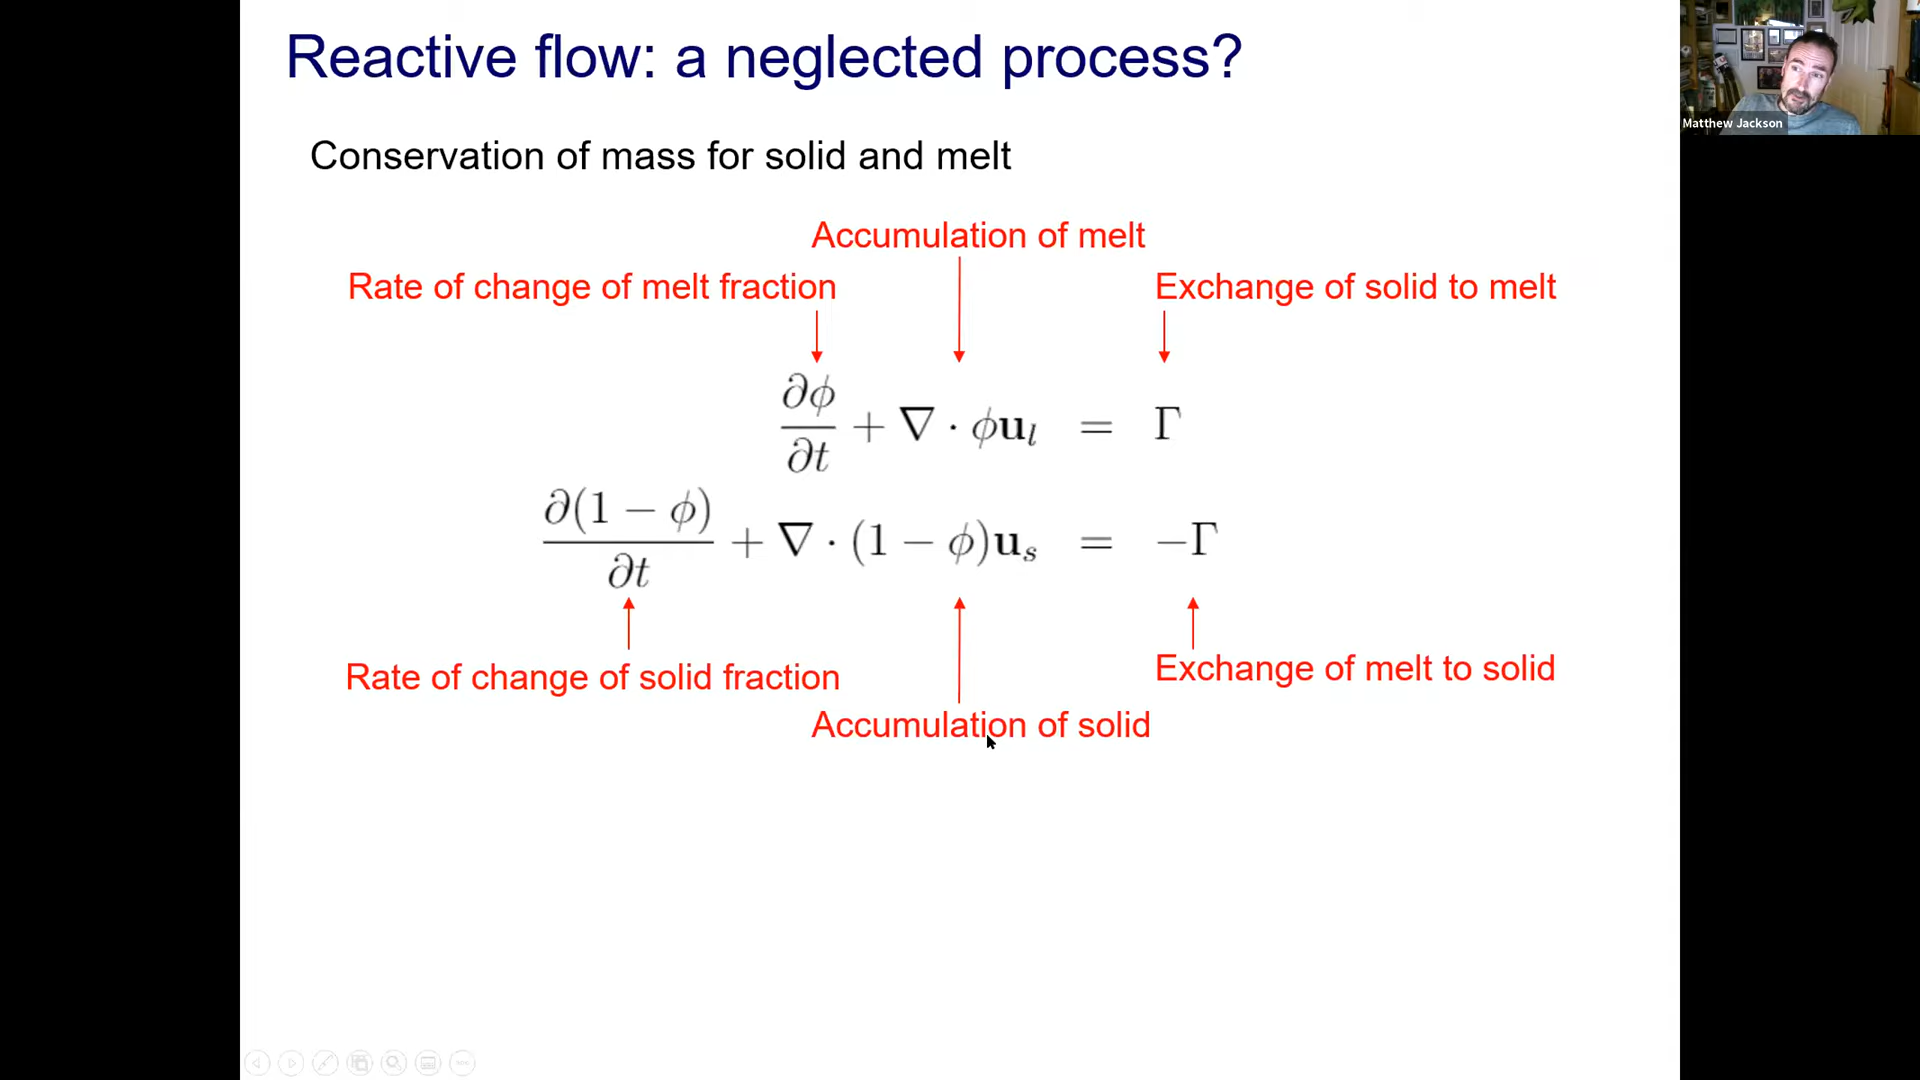 Reactive flow: a neglected process?
Matthew Jackson
Conservation of mass for solid and melt
Accumulation of melt
Rate of change of melt fraction
Exchange of solid to melt
∂ϕ/∂t + ∇ · ϕu_l = Γ
∂(1 − ϕ)/∂t + ∇ · (1 − ϕ)u_s = −Γ
Rate of change of solid fraction
Exchange of melt to solid
Accumulation of solid